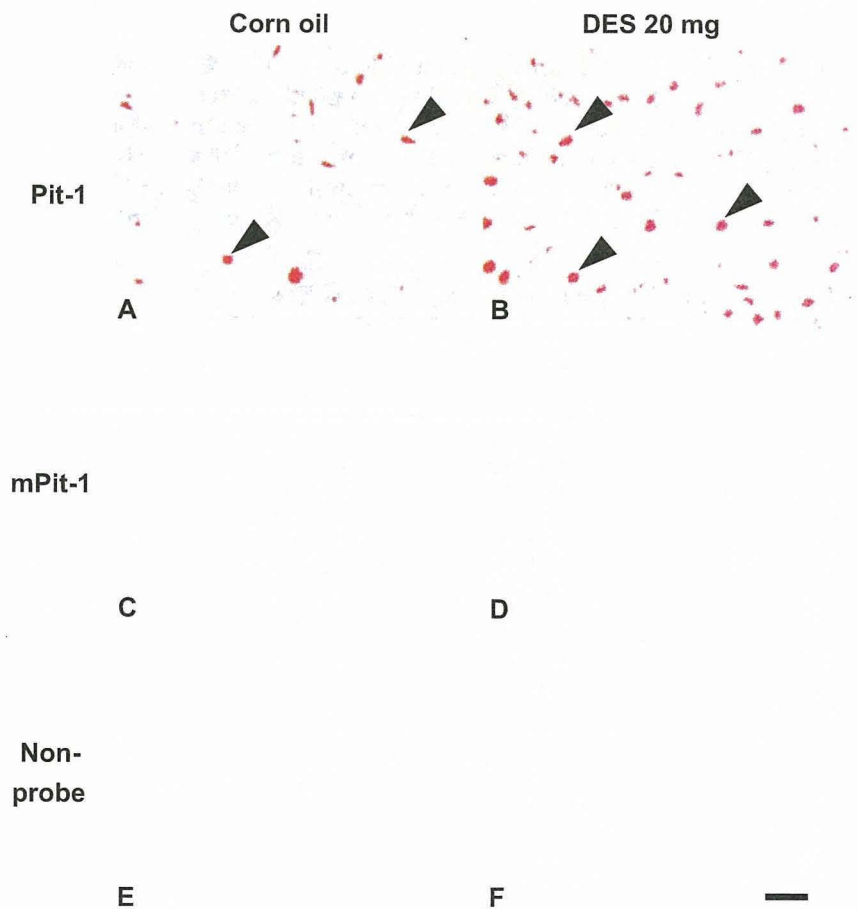 Corn oil
DES 20 mg
Pit-1
A
B
mPit-1
C
D
Non-
probe
E
F